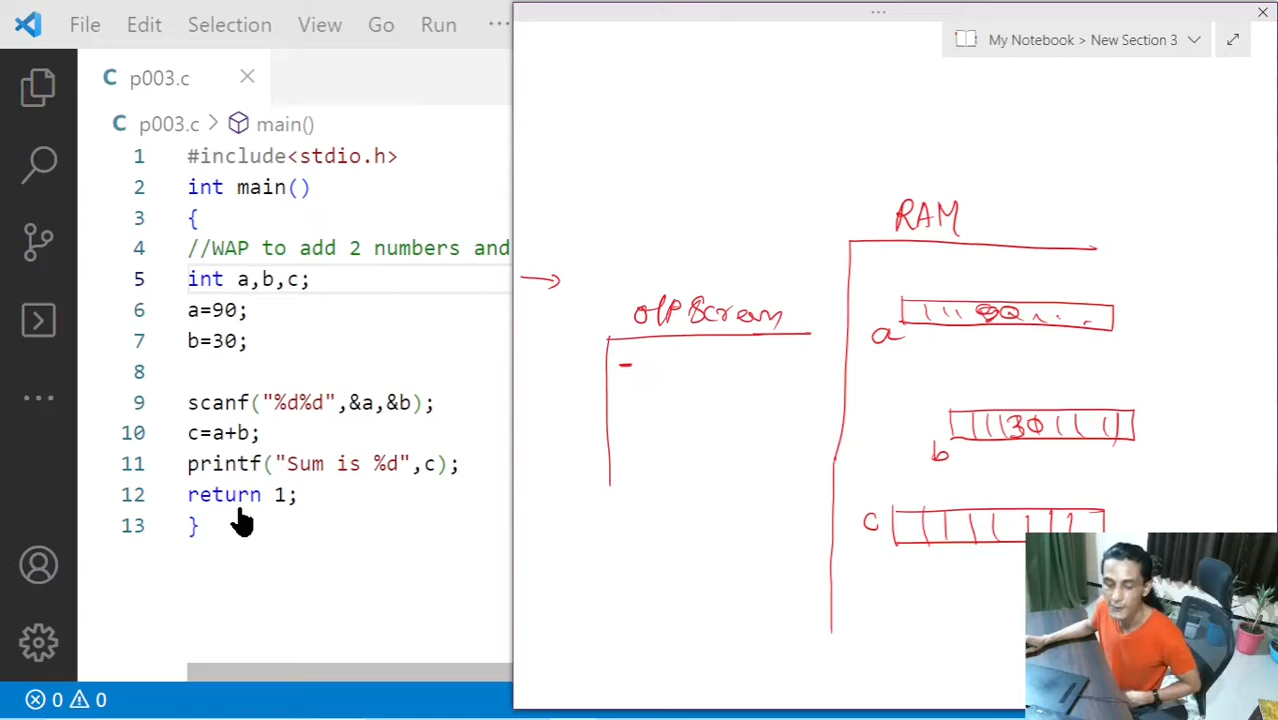 File Edit Selection View Go Run ···
C p003.c
C p003.c > main()
1 #include<stdio.h>
2 int main()
3 {
4 //WAP to add 2 numbers and
5 int a,b,c;
6 a=90;
7 b=30;
8
9 scanf("%d%d",&a,&b);
10 c=a+b;
11 printf("Sum is %d",c);
12 return 1;
13 }
0 0
My Notebook > New Section 3
RAM
O/P Screen
90
a
30
b
c